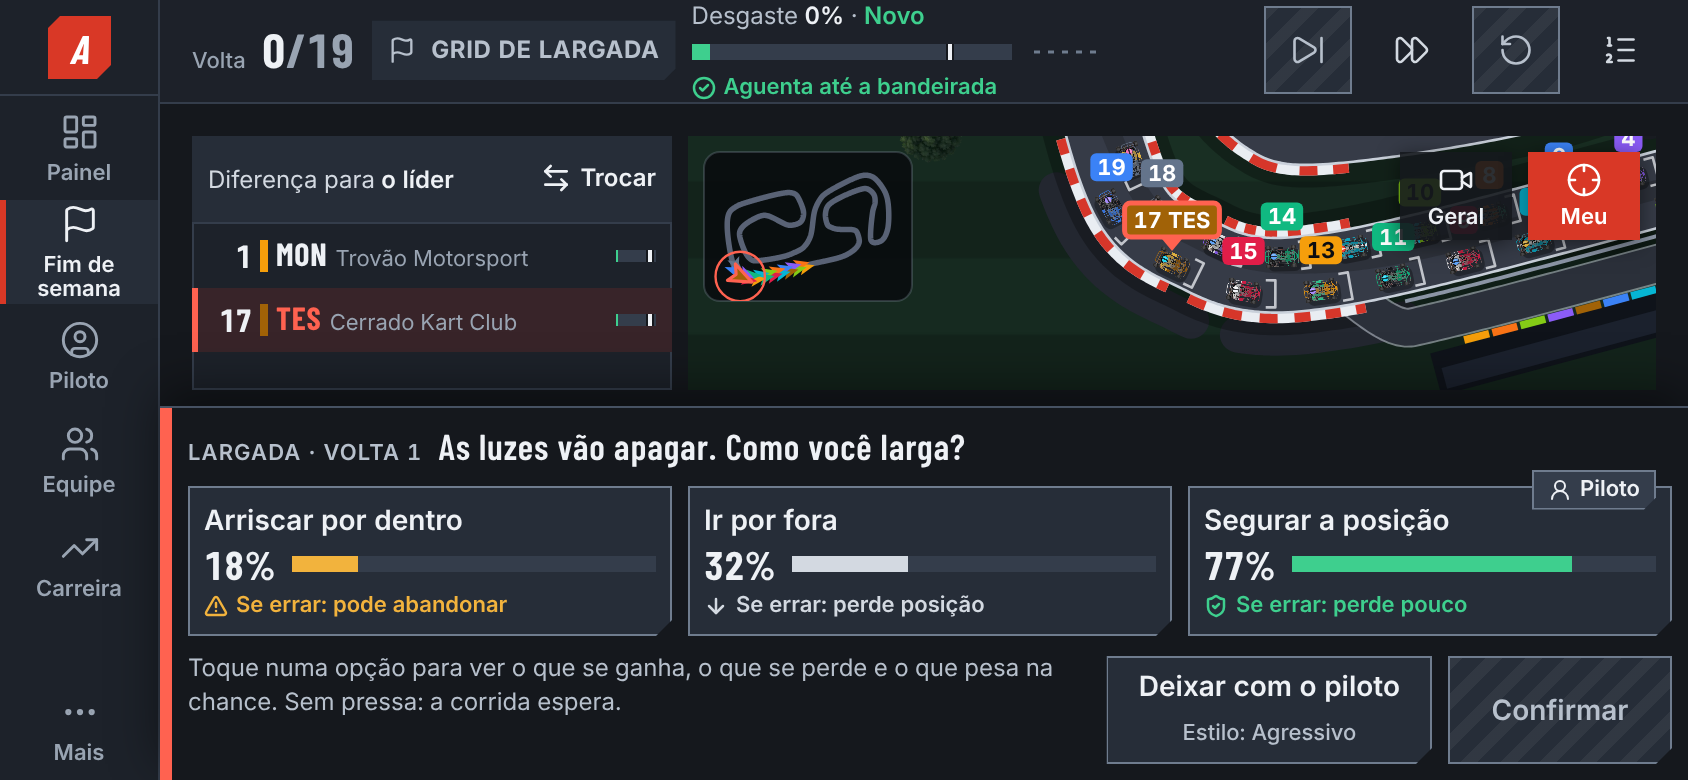 A
Painel
Fim de
semana
Piloto
Equipe
Carreira
Mais
Volta 0/19
GRID DE LARGADA
Desgaste 0% · Novo
-----
Aguenta até a bandeirada
Diferença para o líder
Trocar
1 MON Trovão Motorsport
17 TES Cerrado Kart Club
19
18
17 TES
15
14
13
11
10
8
4
Geral
Meu
LARGADA · VOLTA 1 As luzes vão apagar. Como você larga?
Arriscar por dentro
18%
Se errar: pode abandonar
Ir por fora
32%
Se errar: perde posição
Piloto
Segurar a posição
77%
Se errar: perde pouco
Toque numa opção para ver o que se ganha, o que se perde e o que pesa na
chance. Sem pressa: a corrida espera.
Deixar com o piloto
Estilo: Agressivo
Confirmar